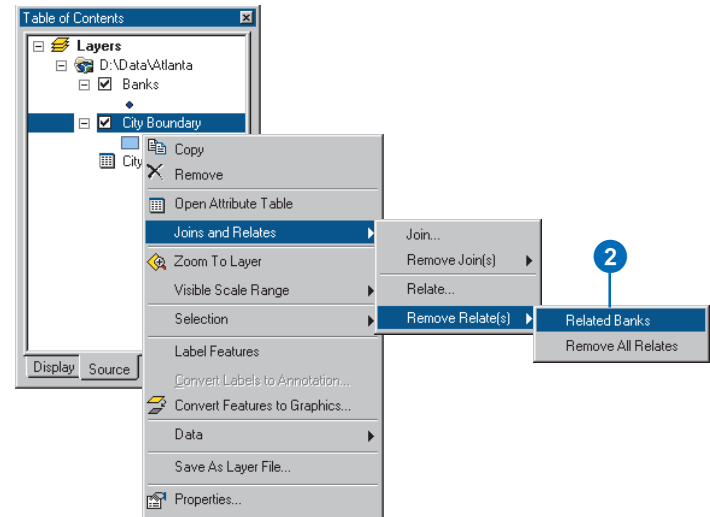 Table of Contents
Layers
D:\Data\Atlanta
Banks
City Boundary
City
Display
Source
Copy
Remove
Open Attribute Table
Joins and Relates
Zoom To Layer
Visible Scale Range
Selection
Label Features
Convert Labels to Annotation...
Convert Features to Graphics...
Data
Save As Layer File...
Properties...
Join...
Remove Join(s)
Relate...
Remove Relate(s)
2
Related Banks
Remove All Relates